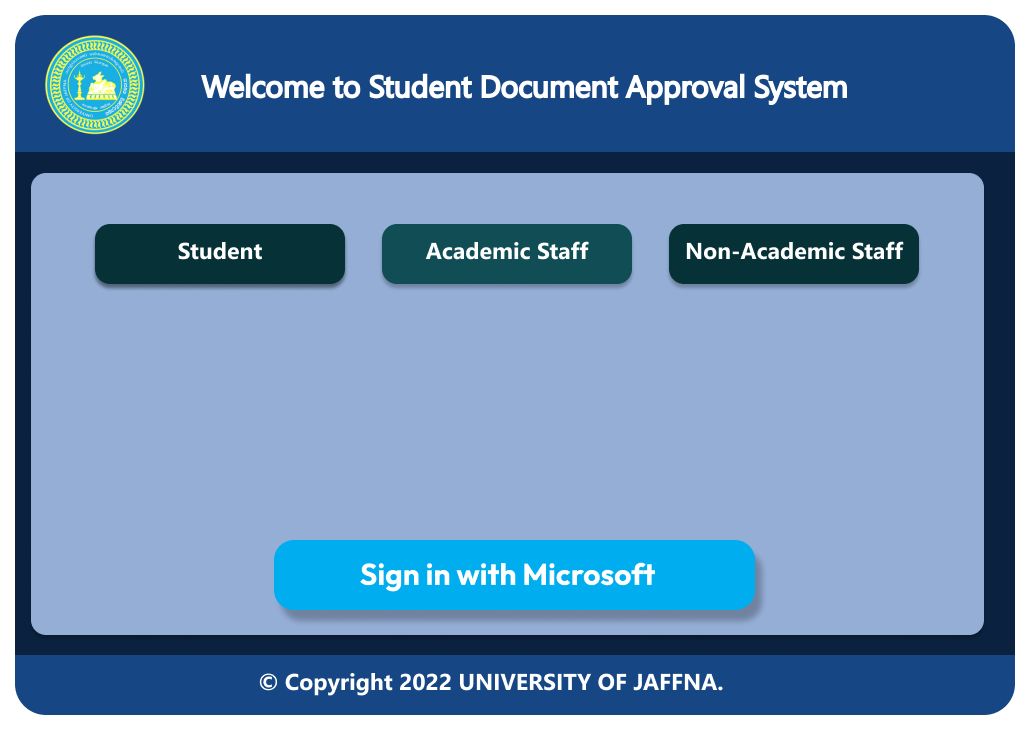 Welcome to Student Document Approval System
Student
Academic Staff
Non-Academic Staff
Sign in with Microsoft
© Copyright 2022 UNIVERSITY OF JAFFNA.